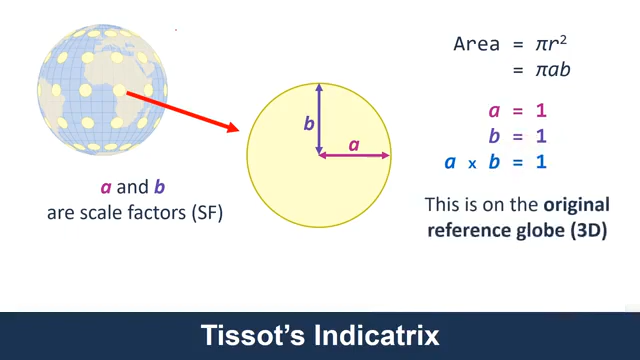 Area = πr²
= πab
b
a
a = 1
b = 1
a x b = 1
a and b
are scale factors (SF)
This is on the original
reference globe (3D)
Tissot's Indicatrix